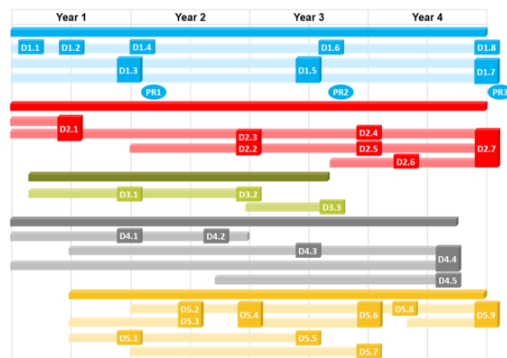 Year 1 Year 2 Year 3 Year 4
D1.1 D1.2 D1.4 D1.6 D1.8
D1.3 D1.5 D1.7
PR1 PR2 PR3
D2.1 D2.3 D2.4
D2.2 D2.5 D2.7
D2.6
D3.1 D3.2
D3.3
D4.1 D4.2
D4.3
D4.4
D4.5
D5.2 D5.4 D5.6 D5.8 D5.9
D5.3
D5.1 D5.5
D5.7